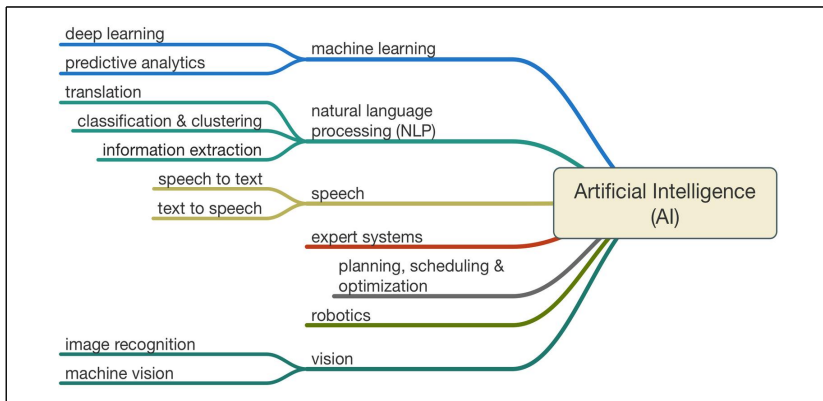 deep learning
predictive analytics
machine learning
translation
classification & clustering
information extraction
natural language
processing (NLP)
speech to text
text to speech
speech
expert systems
planning, scheduling &
optimization
robotics
image recognition
machine vision
vision
Artificial Intelligence
(AI)